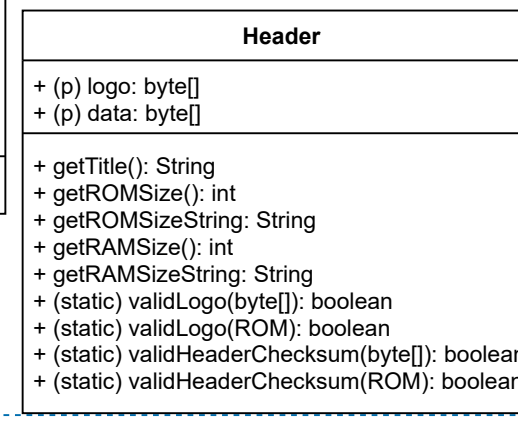 Header
+ (p) logo: byte[]
+ (p) data: byte[]
+ getTitle(): String
+ getROMSize(): int
+ getROMSizeString: String
+ getRAMSize(): int
+ getRAMSizeString: String
+ (static) validLogo(byte[]): boolean
+ (static) validLogo(ROM): boolean
+ (static) validHeaderChecksum(byte[]): boolean
+ (static) validHeaderChecksum(ROM): boolean